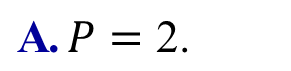 A. P = 2.